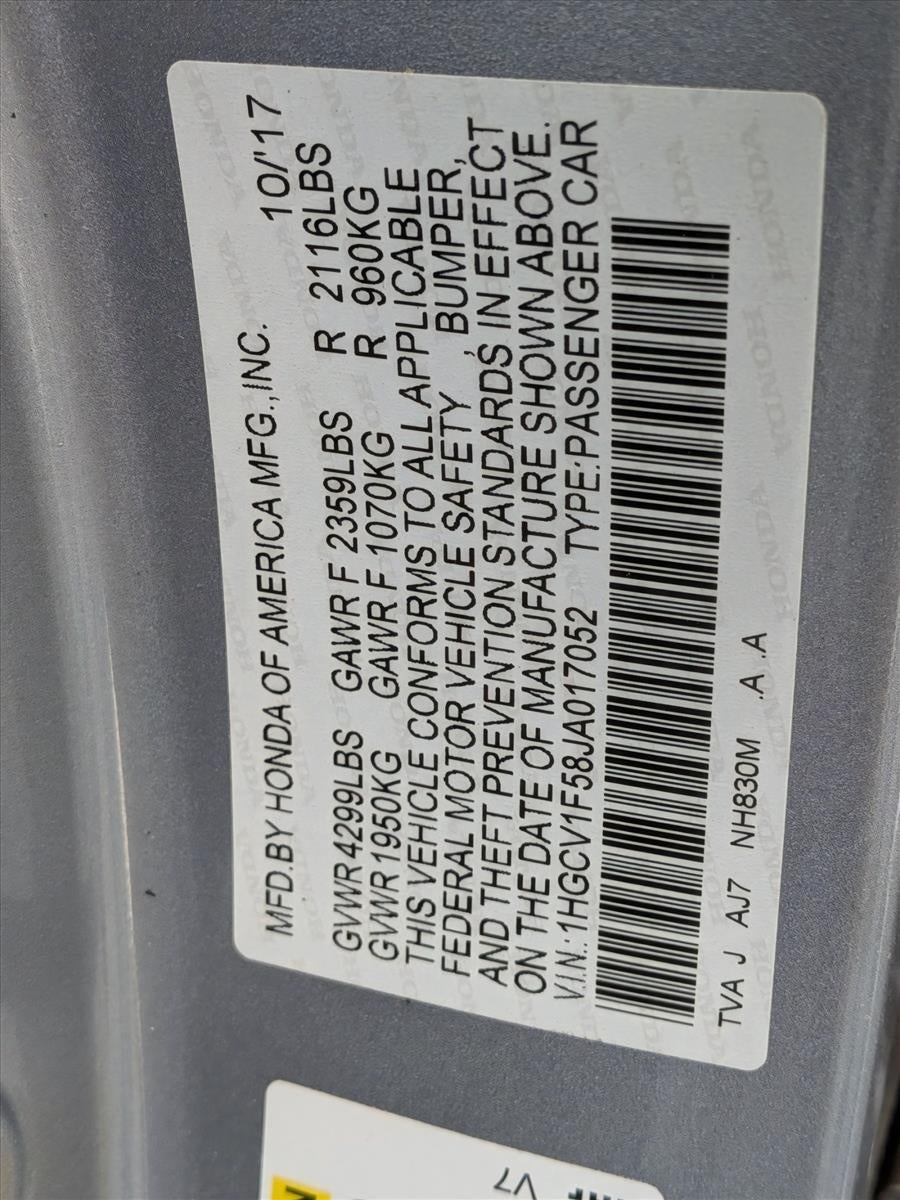 MFD.BY HONDA OF AMERICA MFG.,INC. 10/'17
GVWR 4299LBS GAWR F 2359LBS R 2116LBS
GVWR 1950KG GAWR F 1070KG R 960KG
THIS VEHICLE CONFORMS TO ALL APPLICABLE
FEDERAL MOTOR VEHICLE SAFETY , BUMPER,
AND THEFT PREVENTION STANDARDS IN EFFECT
ON THE DATE OF MANUFACTURE SHOWN ABOVE.
V.I.N.:1HGCV1F58JA017052 TYPE:PASSENGER CAR
TVA J AJ7 NH830M .A .A
V7